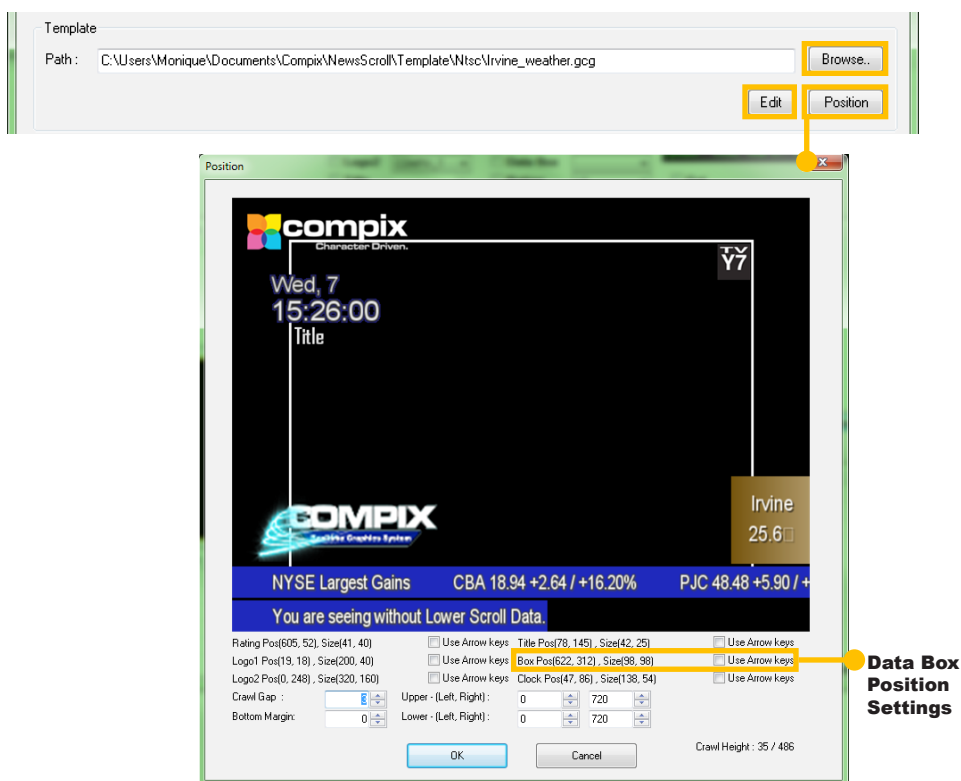 Template
Path : C:\Users\Monique\Documents\Compix\NewsScroll\Template\Ntsc\Irvine_weather.gcg Browse..
Edit Position
Position
compix
Character Driven.
TV
Y7
Wed, 7
15:26:00
Title
COMPIX
Realtime Graphics System
Irvine
25.6
NYSE Largest Gains CBA 18.94 +2.64 / +16.20% PJC 48.48 +5.90 / +
You are seeing without Lower Scroll Data.
Rating Pos(605, 52), Size(41, 40) Use Arrow keys Title Pos(78, 145) , Size(42, 25) Use Arrow keys
Logo1 Pos(19, 18) , Size(200, 40) Use Arrow keys Box Pos(622, 312) , Size(98, 98) Use Arrow keys
Logo2 Pos(0, 248) , Size(320, 160) Use Arrow keys Clock Pos(47, 86) , Size(138, 54) Use Arrow keys
Crawl Gap : 3 Upper - (Left, Right) : 0 720
Bottom Margin: 0 Lower - (Left, Right) : 0 720
OK Cancel Crawl Height : 35 / 486
Data Box
Position
Settings